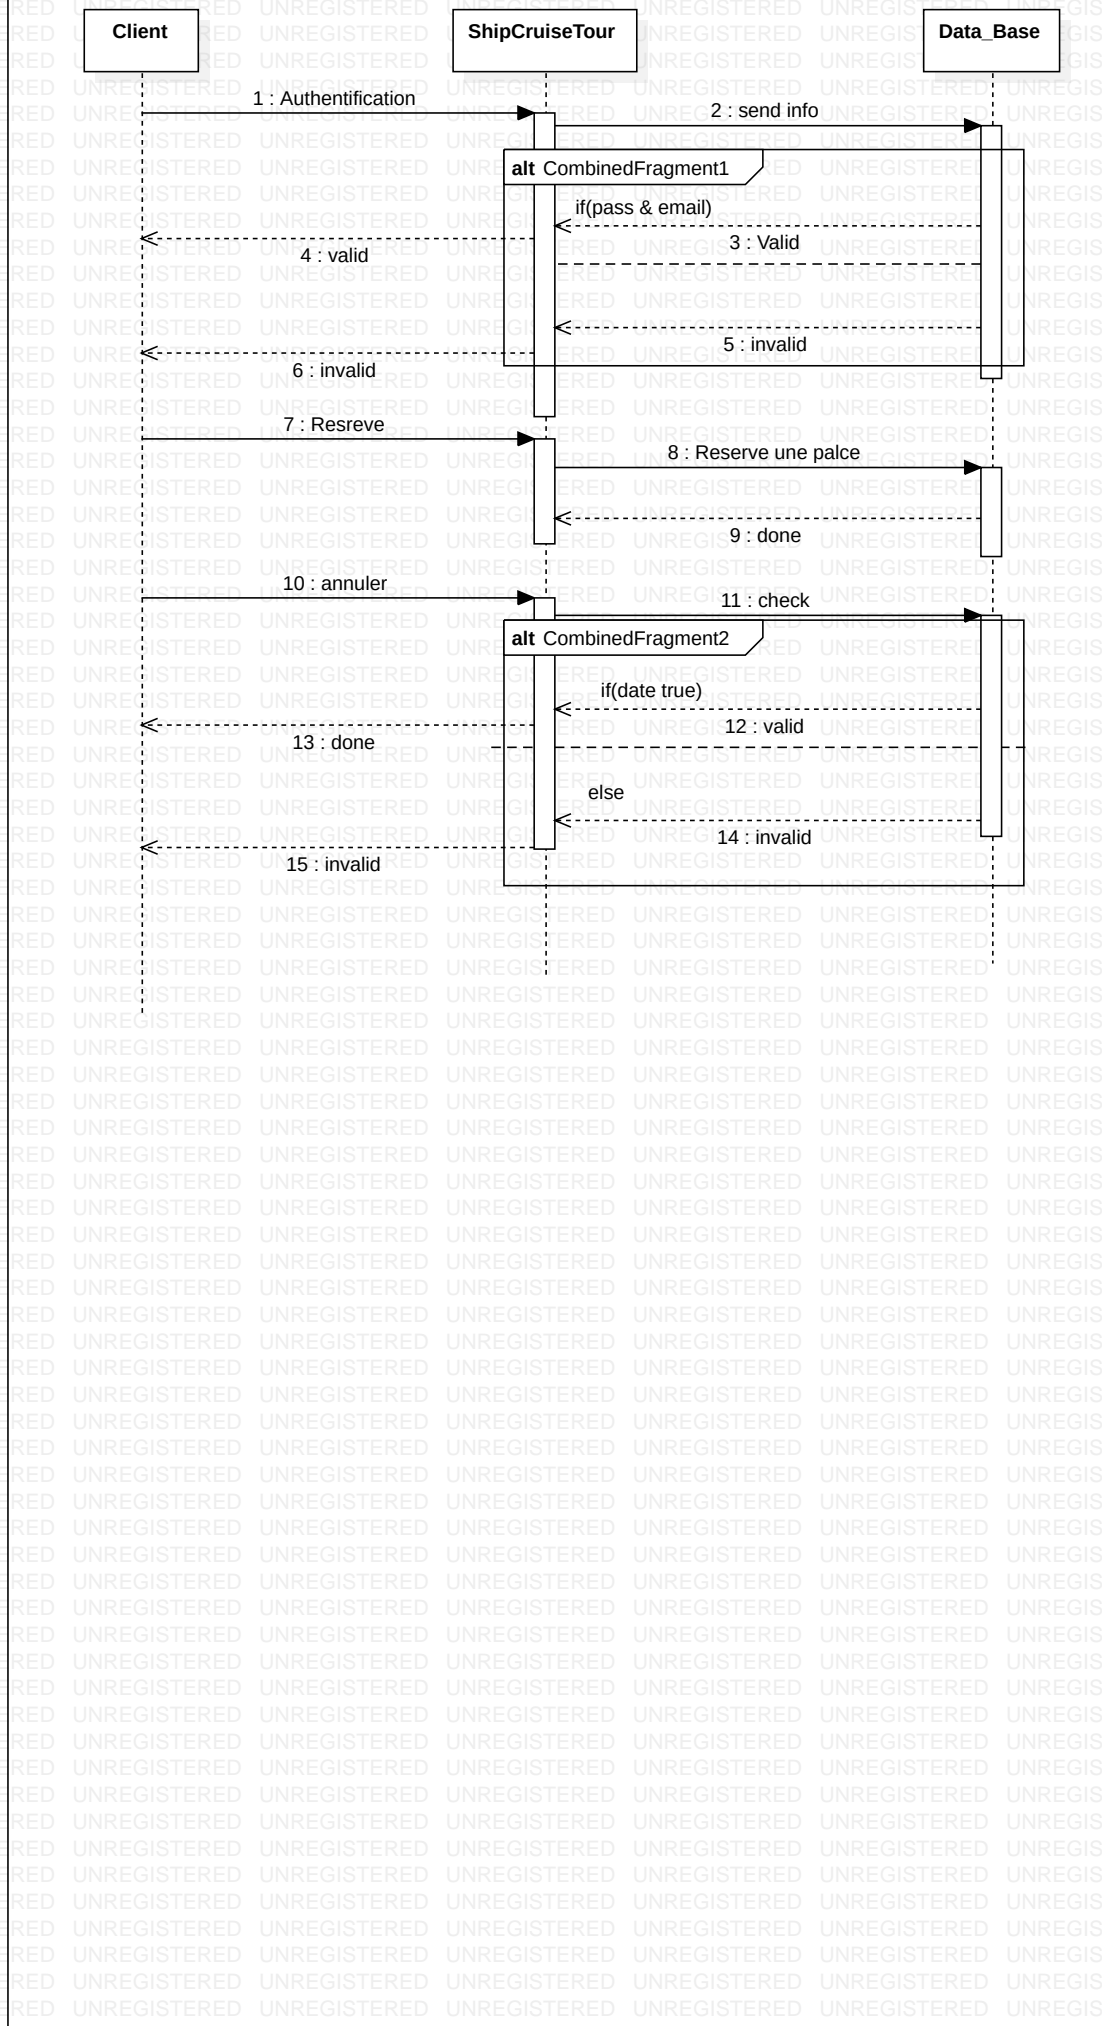 Client
ShipCruiseTour
Data_Base
1 : Authentification
2 : send info
alt CombinedFragment1
if(pass & email)
3 : Valid
4 : valid
5 : invalid
6 : invalid
7 : Resreve
8 : Reserve une palce
9 : done
10 : annuler
11 : check
alt CombinedFragment2
if(date true)
12 : valid
13 : done
else
14 : invalid
15 : invalid
UNREGISTERED